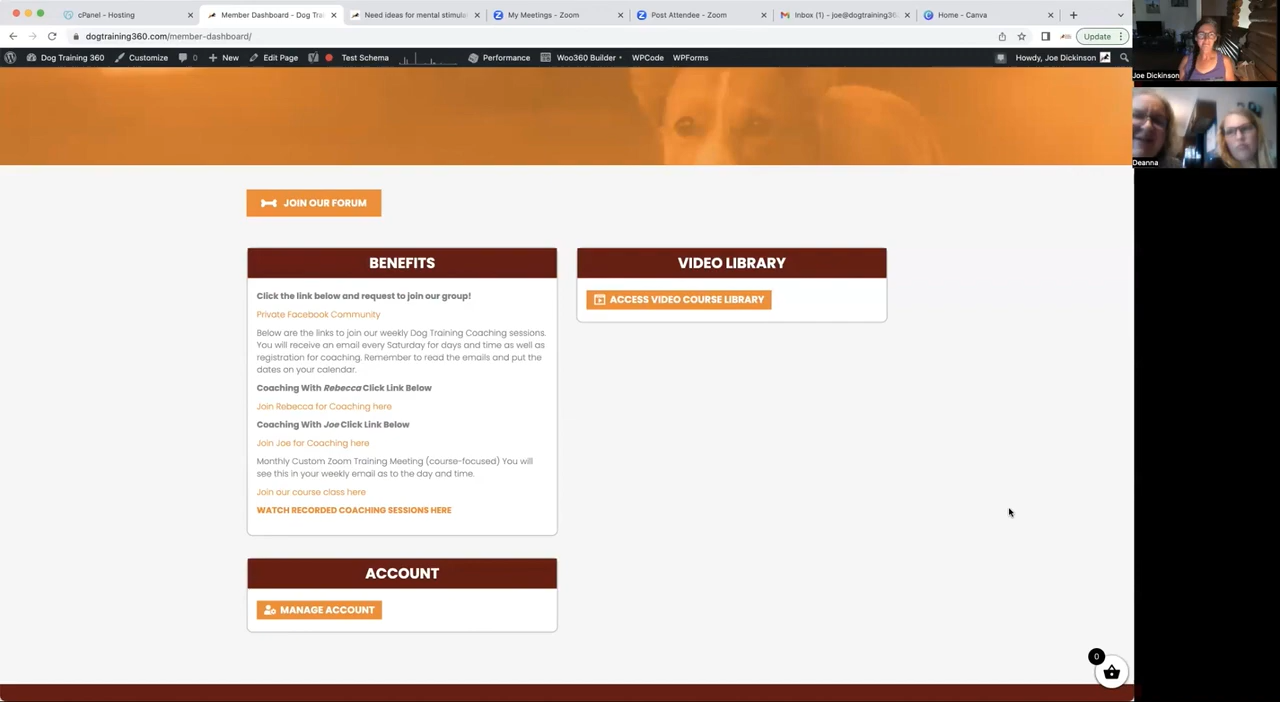 cPanel - Hosting
Member Dashboard - Dog Tra
Need ideas for mental stimula
My Meetings - Zoom
Post Attendee - Zoom
Inbox (1) - joe@dogtraining36
Home - Canva
dogtraining360.com/member-dashboard/
Update
Dog Training 360
Customize
0
New
Edit Page
Test Schema
Performance
Woo360 Builder
WPCode
WPForms
Howdy, Joe Dickinson
Joe Dickinson
Deanna
JOIN OUR FORUM
BENEFITS
Click the link below and request to join our group!
Private Facebook Community
Below are the links to join our weekly Dog Training Coaching sessions.
You will receive an email every Saturday for days and time as well as
registration for coaching. Remember to read the emails and put the
dates on your calendar.
Coaching With Rebecca Click Link Below
Join Rebecca for Coaching here
Coaching With Joe Click Link Below
Join Joe for Coaching here
Monthly Custom Zoom Training Meeting (course-focused) You will
see this in your weekly email as to the day and time.
Join our course class here
WATCH RECORDED COACHING SESSIONS HERE
VIDEO LIBRARY
ACCESS VIDEO COURSE LIBRARY
ACCOUNT
MANAGE ACCOUNT
0